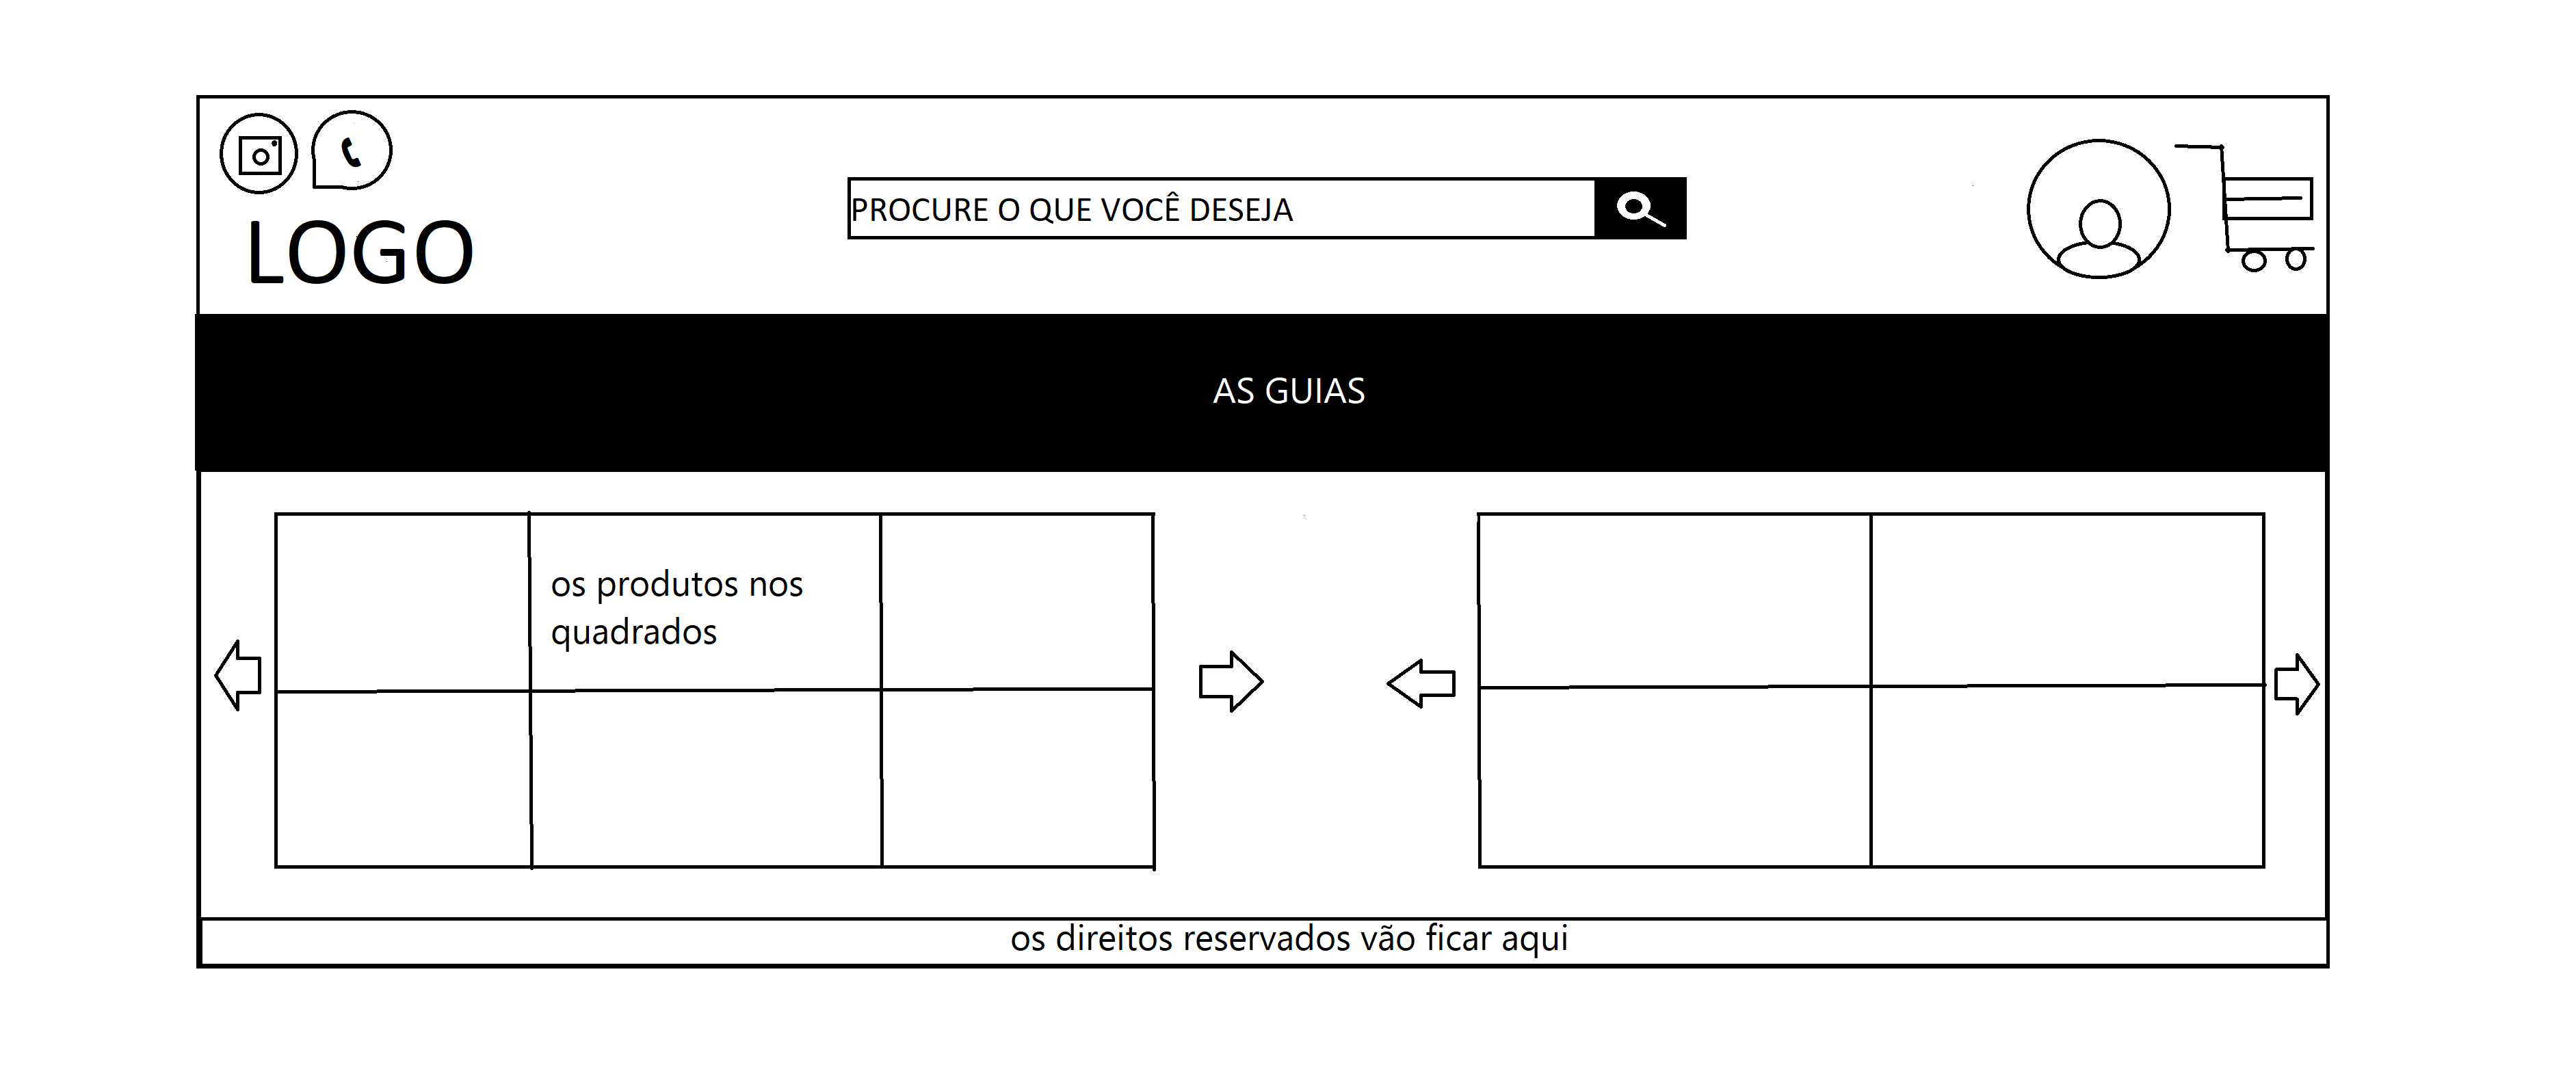 LOGO
PROCURE O QUE VOCÊ DESEJA
AS GUIAS
os produtos nos
quadrados
os direitos reservados vão ficar aqui